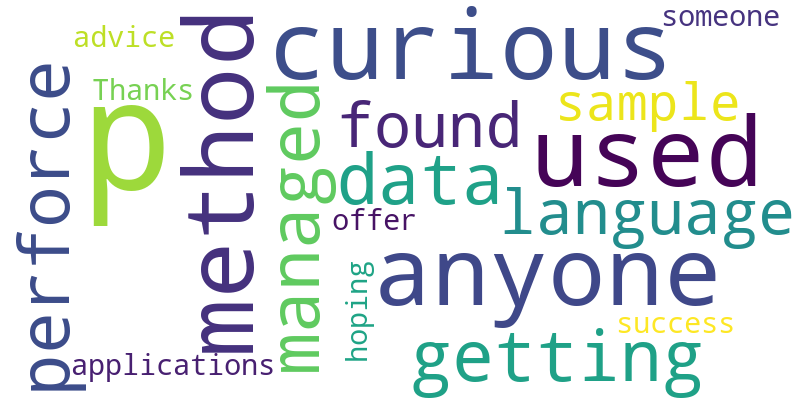 someone
advice
curious
Thanks
sample
p
method
perforce
managed
found
used
data
language
offer
anyone
hoping
success
getting
applications